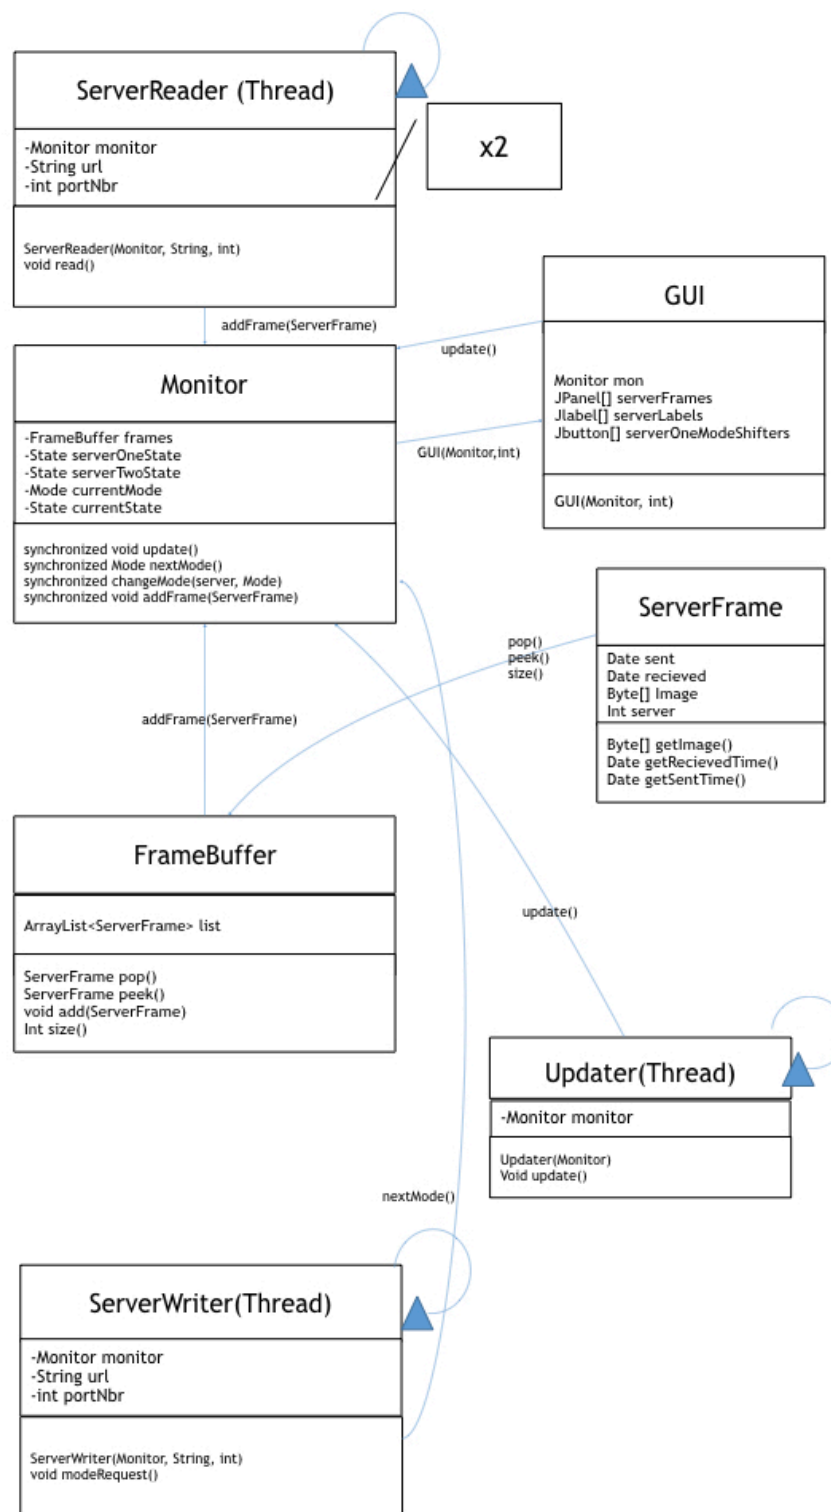 ServerReader (Thread)
-Monitor monitor
-String url
-int portNbr
ServerReader(Monitor, String, int)
void read()
x2
addFrame(ServerFrame)
update()
GUI(Monitor,int)
GUI
Monitor mon
JPanel[] serverFrames
Jlabel[] serverLabels
Jbutton[] serverOneModeShifters
GUI(Monitor, int)
Monitor
-FrameBuffer frames
-State serverOneState
-State serverTwoState
-Mode currentMode
-State currentState
synchronized void update()
synchronized Mode nextMode()
synchronized changeMode(server, Mode)
synchronized void addFrame(ServerFrame)
ServerFrame
Date sent
Date recieved
Byte[] Image
Int server
Byte[] getImage()
Date getRecievedTime()
Date getSentTime()
pop()
peek()
size()
addFrame(ServerFrame)
FrameBuffer
ArrayList<ServerFrame> list
ServerFrame pop()
ServerFrame peek()
void add(ServerFrame)
Int size()
update()
Updater(Thread)
-Monitor monitor
Updater(Monitor)
Void update()
nextMode()
ServerWriter(Thread)
-Monitor monitor
-String url
-int portNbr
ServerWriter(Monitor, String, int)
void modeRequest()